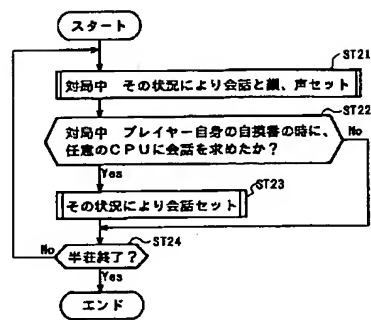 スタート
ST21
対局中 その状況により会話と顔、声セット
ST22
対局中 プレイヤー自身の自摸番の時に、
任意のCPUに会話を求めたか？
No
Yes
ST23
その状況により会話セット
ST24
No
半荘終了？
Yes
エンド